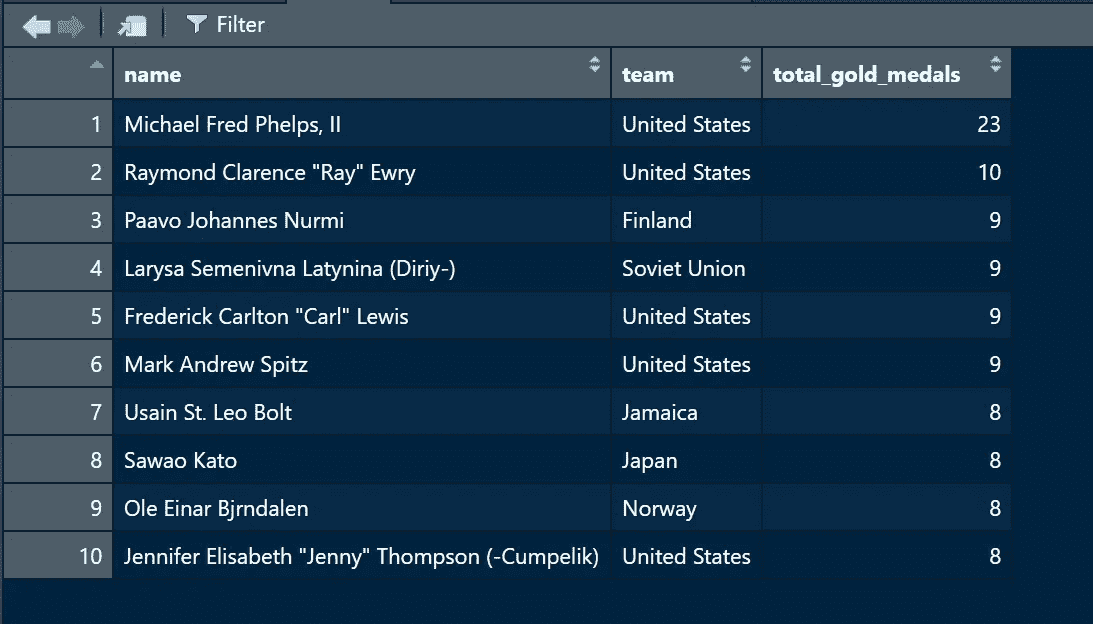 Filter
name team total_gold_medals
1 Michael Fred Phelps, II United States 23
2 Raymond Clarence "Ray" Ewry United States 10
3 Paavo Johannes Nurmi Finland 9
4 Larysa Semenivna Latynina (Diriy-) Soviet Union 9
5 Frederick Carlton "Carl" Lewis United States 9
6 Mark Andrew Spitz United States 9
7 Usain St. Leo Bolt Jamaica 8
8 Sawao Kato Japan 8
9 Ole Einar Bjrndalen Norway 8
10 Jennifer Elisabeth "Jenny" Thompson (-Cumpelik) United States 8